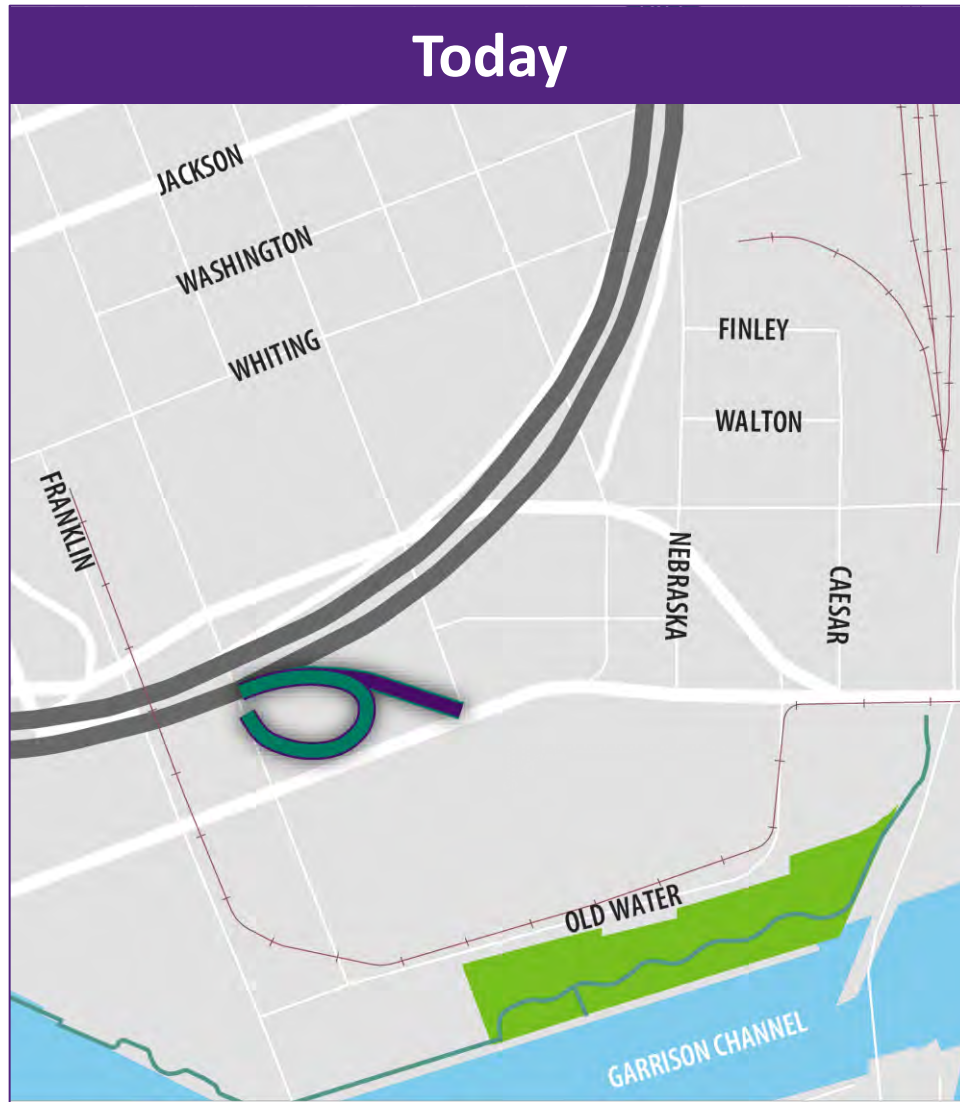 Today
JACKSON
WASHINGTON
WHITING
FINLEY
WALTON
FRANKLIN
NEBRASKA
CAESAR
OLD WATER
GARRISON CHANNEL